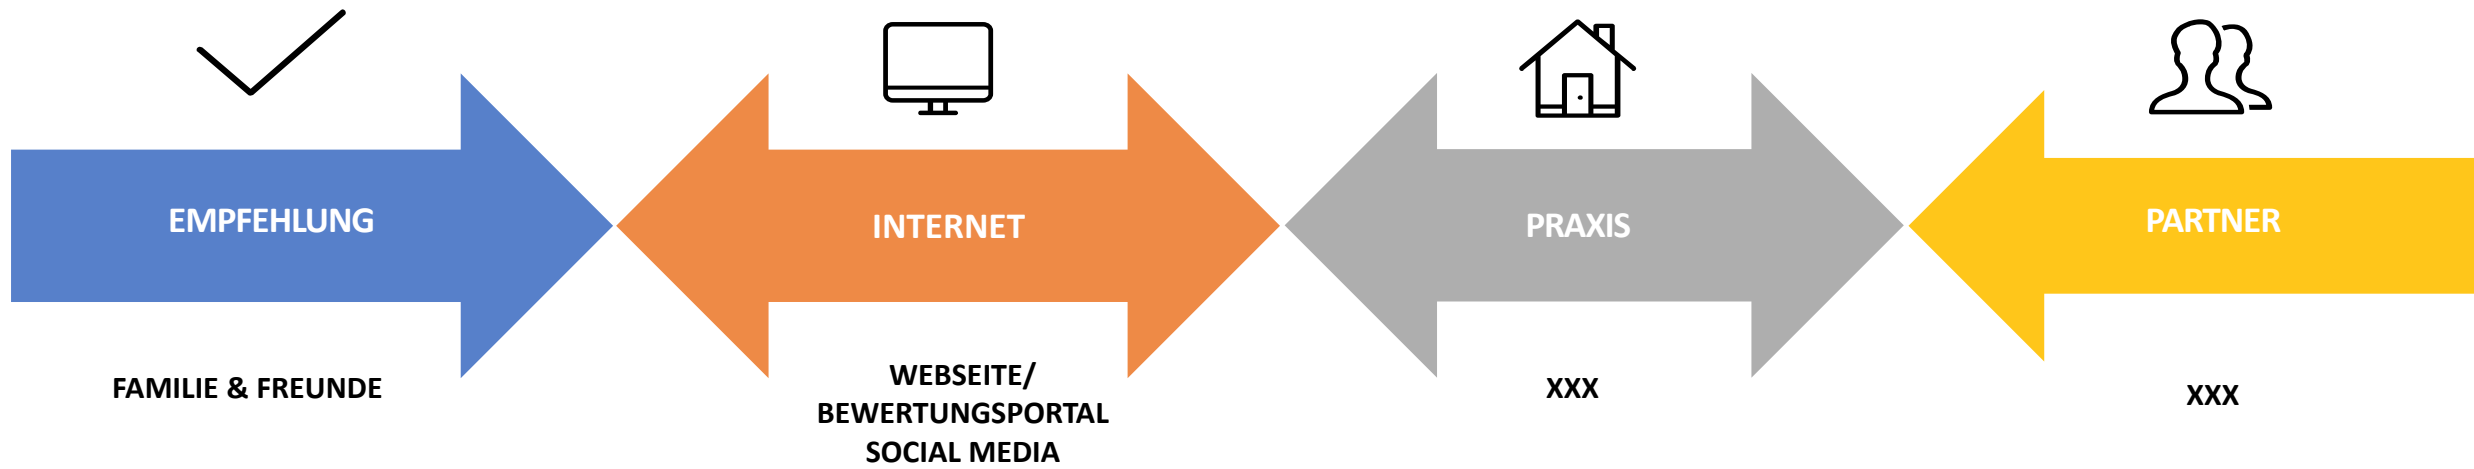 EMPFEHLUNG
INTERNET
PRAXIS
PARTNER
FAMILIE & FREUNDE
WEBSEITE/
BEWERTUNGSPORTAL
SOCIAL MEDIA
XXX
XXX